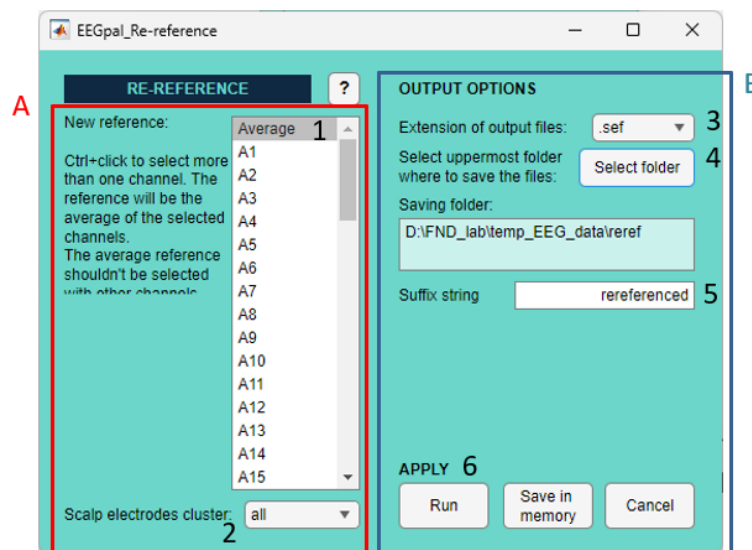 EEGpal_Re-reference
A
RE-REFERENCE
?
New reference:
Ctrl+click to select more
than one channel. The
reference will be the
average of the selected
channels.
The average reference
shouldn't be selected
with other channels
Average 1
A1
A2
A3
A4
A5
A6
A7
A8
A9
A10
A11
A12
A13
A14
A15
Scalp electrodes cluster: all
2
OUTPUT OPTIONS
Extension of output files: .sef 3
Select uppermost folder
where to save the files:
Select folder 4
Saving folder:
D:\FND_lab\temp_EEG_data\reref
Suffix string rereferenced 5
APPLY 6
Run
Save in
memory
Cancel